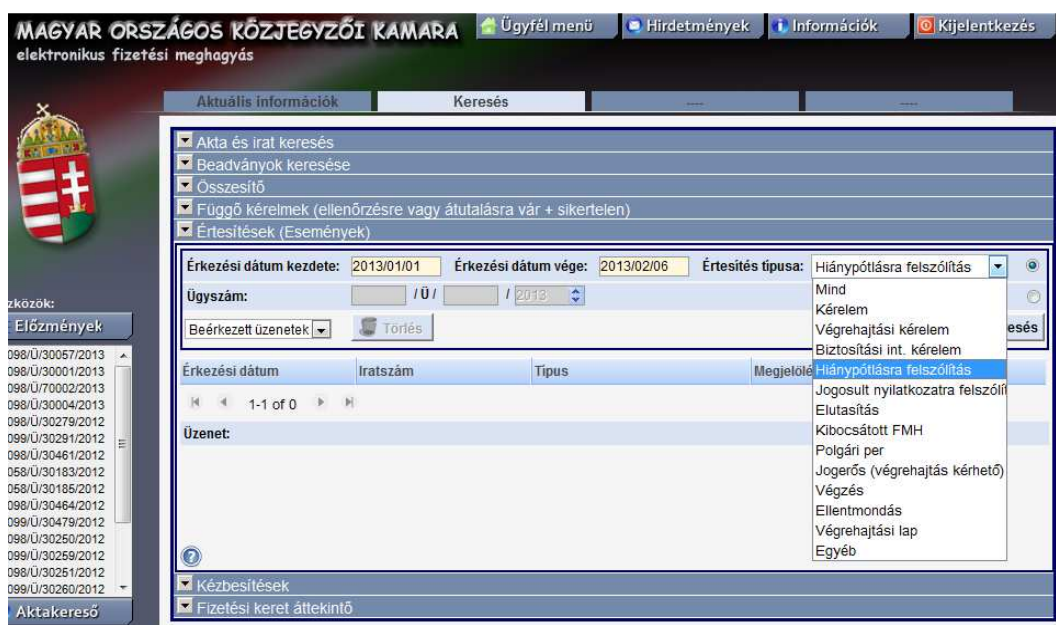 MAGYAR ORSZÁGOS KÖZJEGYZŐI KAMARA
elektronikus fizetési meghagyás
Ügyfél menü
Hirdetmények
Információk
Kijelentkezés
Aktuális információk
Keresés
----
----
Akta és irat keresés
Beadványok keresése
Összesítő
Függő kérelmek (ellenőrzésre vagy átutalásra vár + sikertelen)
Értesítések (Események)
Érkezési dátum kezdete: 2013/01/01 Érkezési dátum vége: 2013/02/06 Értesítés típusa: Hiánypótlásra felszólítás
Ügyszám: / Ü / / 2013
Beérkezett üzenetek Törlés esés
Mind
Kérelem
Végrehajtási kérelem
Biztosítási int. kérelem
Hiánypótlásra felszólítás
Jogosult nyilatkozatra felszólít
Elutasítás
Kibocsátott FMH
Polgári per
Jogerős (végrehajtás kérhető)
Végzés
Ellentmondás
Végrehajtási lap
Egyéb
Érkezési dátum Iratszám Típus Megjelölé
1-1 of 0
Üzenet:
Kézbesítések
Fizetési keret áttekintő
zközök:
Előzmények
098/Ü/30057/2013
098/Ü/30001/2013
098/Ü/70002/2013
098/Ü/30004/2013
098/Ü/30279/2012
099/Ü/30291/2012
098/Ü/30461/2012
058/Ü/30183/2012
058/Ü/30185/2012
098/Ü/30464/2012
099/Ü/30479/2012
098/Ü/30250/2012
099/Ü/30259/2012
098/Ü/30251/2012
099/Ü/30260/2012
Aktakereső